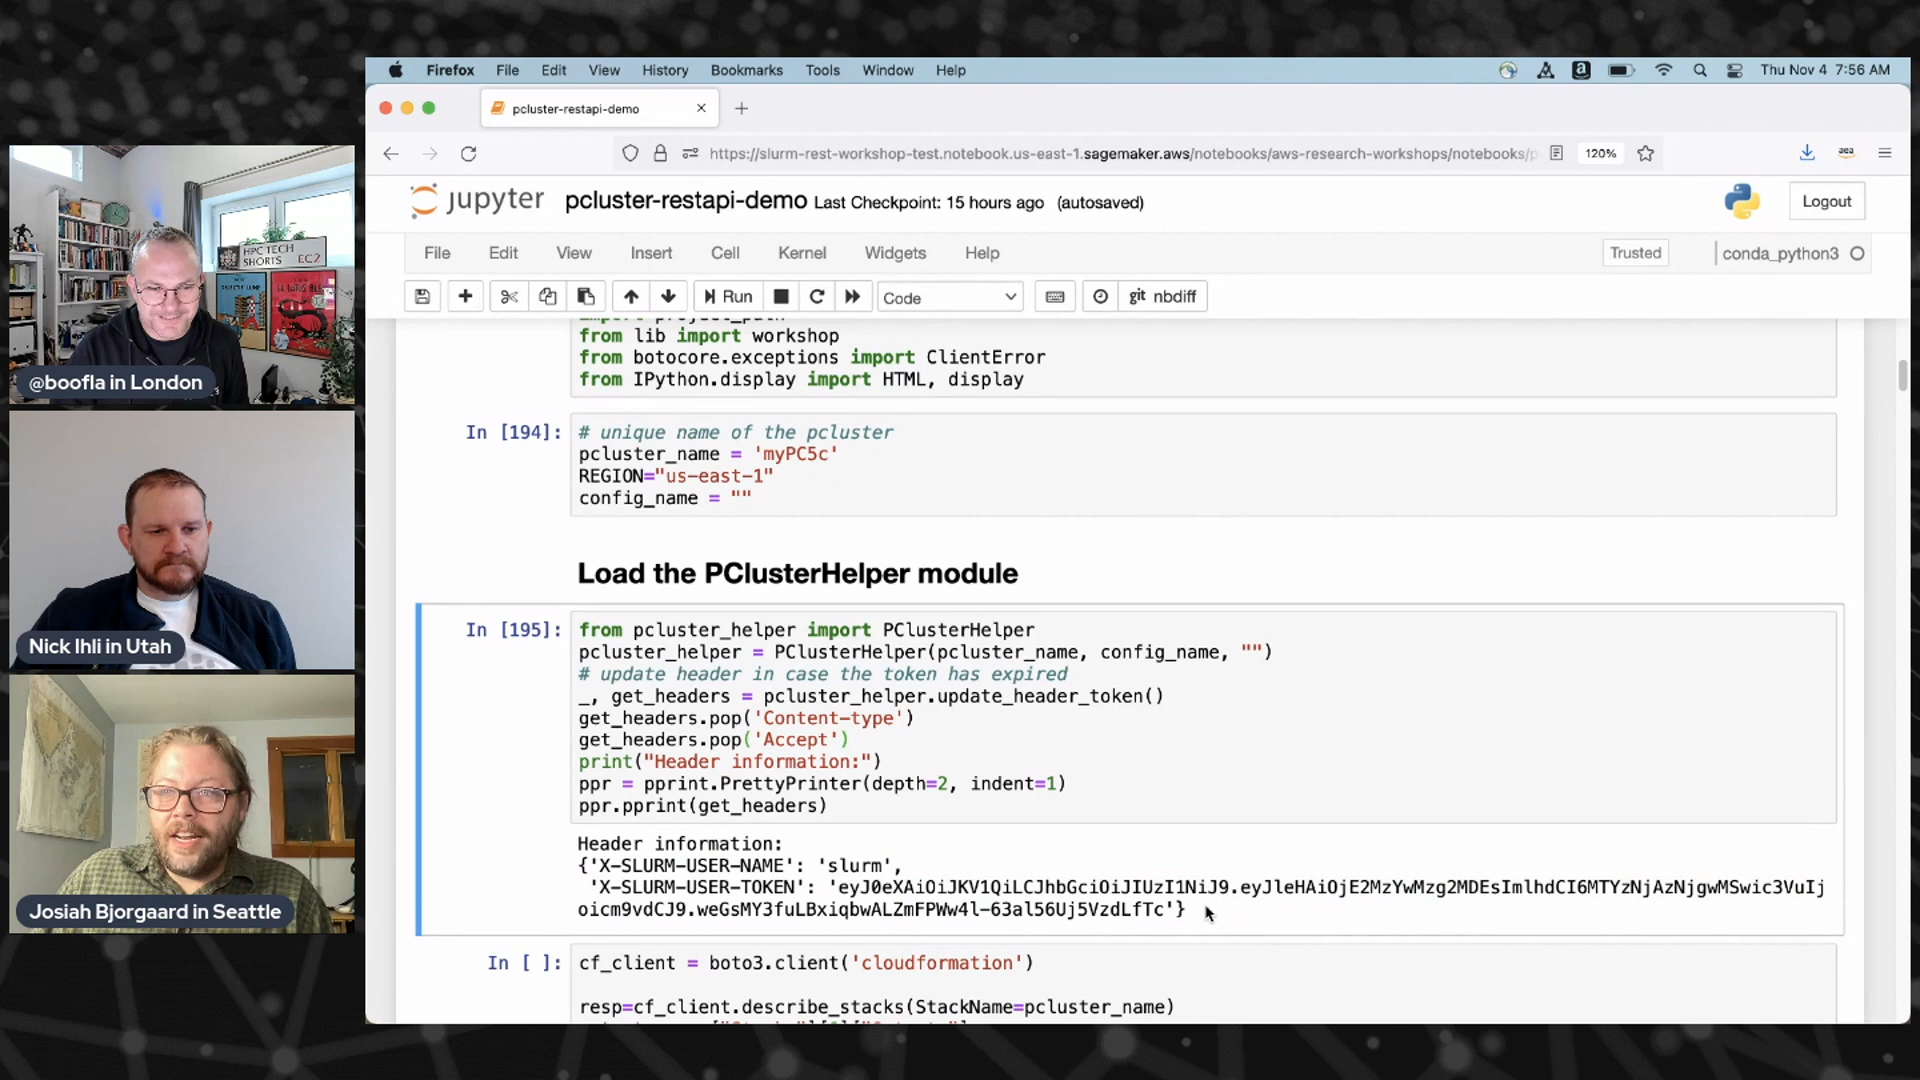 Firefox File Edit View History Bookmarks Tools Window Help
Thu Nov 4 7:56 AM
pcluster-restapi-demo
https://slurm-rest-workshop-test.notebook.us-east-1.sagemaker.aws/notebooks/aws-research-workshops/notebooks/p
120%
aea
jupyter pcluster-restapi-demo Last Checkpoint: 15 hours ago (autosaved)
Logout
File Edit View Insert Cell Kernel Widgets Help
Trusted
conda_python3
Run
Code
git nbdiff
import project_path
from lib import workshop
from botocore.exceptions import ClientError
from IPython.display import HTML, display
In [194]:
# unique name of the pcluster
pcluster_name = 'myPC5c'
REGION="us-east-1"
config_name = ""
Load the PClusterHelper module
In [195]:
from pcluster_helper import PClusterHelper
pcluster_helper = PClusterHelper(pcluster_name, config_name, "")
# update header in case the token has expired
_, get_headers = pcluster_helper.update_header_token()
get_headers.pop('Content-type')
get_headers.pop('Accept')
print("Header information:")
ppr = pprint.PrettyPrinter(depth=2, indent=1)
ppr.pprint(get_headers)
Header information:
{'X-SLURM-USER-NAME': 'slurm',
'X-SLURM-USER-TOKEN': 'eyJ0eXAiOiJKV1QiLCJhbGciOiJIUzI1NiJ9.eyJleHAiOjE2MzYwMzg2MDEsImlhdCI6MTYzNjAzNjgwMSwic3VuIj
oicm9vdCJ9.weGsMY3fuLBxiqbwALZmFPWw4l-63al56Uj5VzdLfTc'}
In [ ]:
cf_client = boto3.client('cloudformation')
resp=cf_client.describe_stacks(StackName=pcluster_name)
HPC TECH
SHORTS EC2
@boofla in London
Nick Ihli in Utah
Josiah Bjorgaard in Seattle